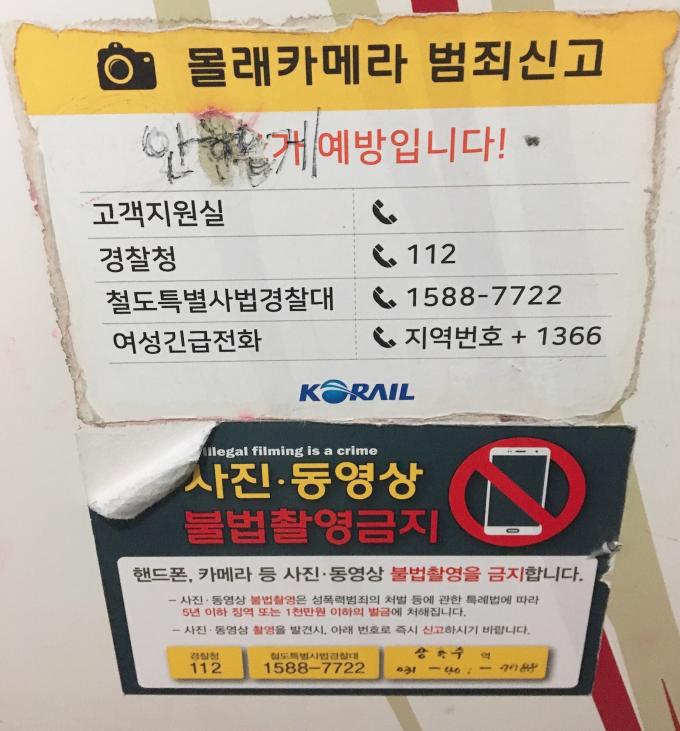 몰래카메라 범죄신고
예방입니다!
고객지원실
경찰청 112
철도특별사법경찰대 1588-7722
여성긴급전화 지역번호 + 1366
KORAIL
illegal filming is a crime
사진·동영상
불법촬영금지
핸드폰, 카메라 등 사진·동영상 불법촬영을 금지합니다.
- 사진·동영상 불법촬영은 성폭력범죄의 처벌 등에 관한 특례법에 따라
5년 이하 징역 또는 1천만원 이하의 벌금에 처해집니다.
- 사진·동영상 촬영을 발견시, 아래 번호로 즉시 신고하시기 바랍니다.
경찰청 철도특별사법경찰대 역
112 1588-7722 031